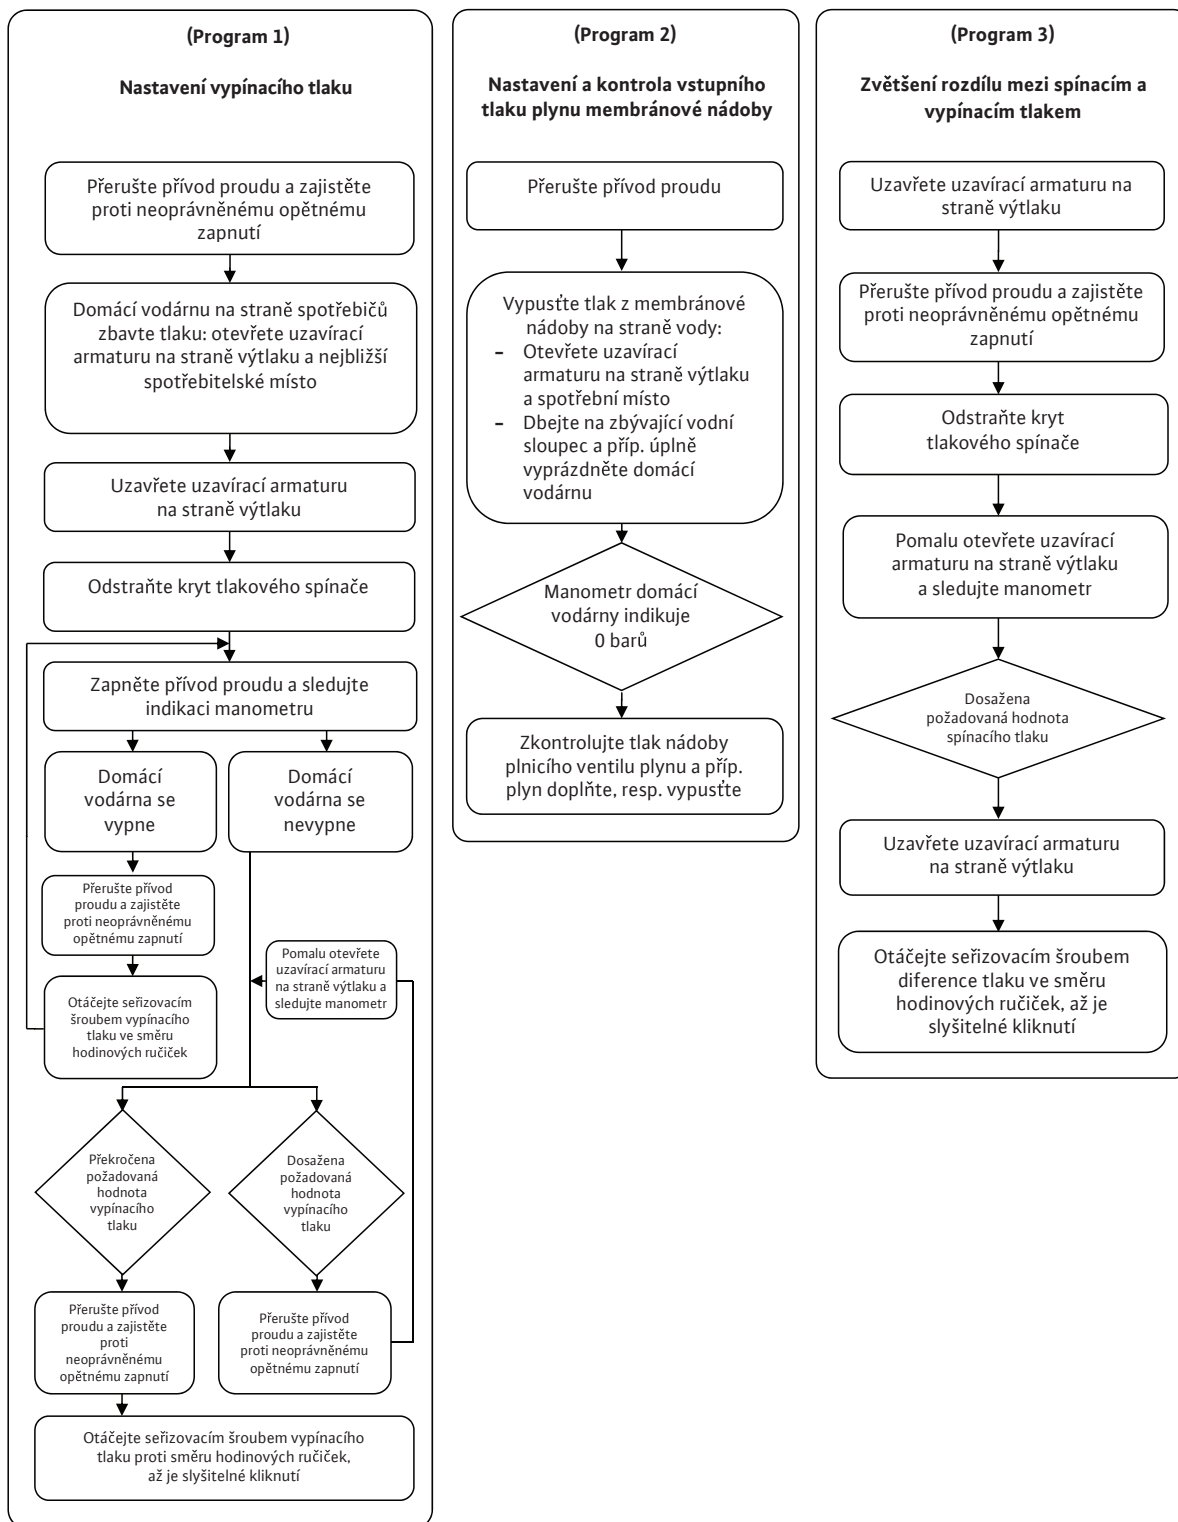 (Program 1)
Nastavení vypínacího tlaku
Přerušte přívod proudu a zajistěte
proti neoprávněnému opětnému
zapnutí
Domácí vodárnu na straně spotřebičů
zbavte tlaku: otevřete uzavírací
armaturu na straně výtlaku a nejbližší
spotřebitelské místo
Uzavřete uzavírací armaturu
na straně výtlaku
Odstraňte kryt tlakového spínače
Zapněte přívod proudu a sledujte
indikaci manometru
Domácí
vodárna se
vypne
Domácí
vodárna se
nevypne
Přerušte přívod
proudu a zajistěte
proti neoprávněnému
opětnému zapnutí
Pomalu otevřete
uzavírací armaturu
na straně výtlaku a
sledujte manometr
Otáčejte seřizovacím
šroubem vypínacího
tlaku ve směru
hodinových ručiček
Překročena
požadovaná
hodnota
vypínacího
tlaku
Dosažena
požadovaná
hodnota
vypínacího
tlaku
Přerušte přívod
proudu a zajistěte
proti
neoprávněnému
opětnému zapnutí
Přerušte přívod
proudu a zajistěte
proti neoprávněnému
opětnému zapnutí
Otáčejte seřizovacím šroubem vypínacího
tlaku proti směru hodinových ručiček,
až je slyšitelné kliknutí
(Program 2)
Nastavení a kontrola vstupního
tlaku plynu membránové nádoby
Přerušte přívod proudu
Vypusťte tlak z membránové
nádoby na straně vody:
- Otevřete uzavírací
armaturu na straně výtlaku
a spotřební místo
- Dbejte na zbývající vodní
sloupec a příp. úplně
vyprázdněte domácí
vodárnu
Manometr domácí
vodárny indikuje
0 barů
Zkontrolujte tlak nádoby
plnicího ventilu plynu a příp.
plyn doplňte, resp. vypusťte
(Program 3)
Zvětšení rozdílu mezi spínacím a
vypínacím tlakem
Uzavřete uzavírací armaturu na
straně výtlaku
Přerušte přívod proudu a zajistěte
proti neoprávněnému opětnému
zapnutí
Odstraňte kryt
tlakového spínače
Pomalu otevřete uzavírací
armaturu na straně výtlaku
a sledujte manometr
Dosažena
požadovaná hodnota
spínacího tlaku
Uzavřete uzavírací armaturu
na straně výtlaku
Otáčejte seřizovacím šroubem
diference tlaku ve směru
hodinových ručiček, až je
slyšitelné kliknutí